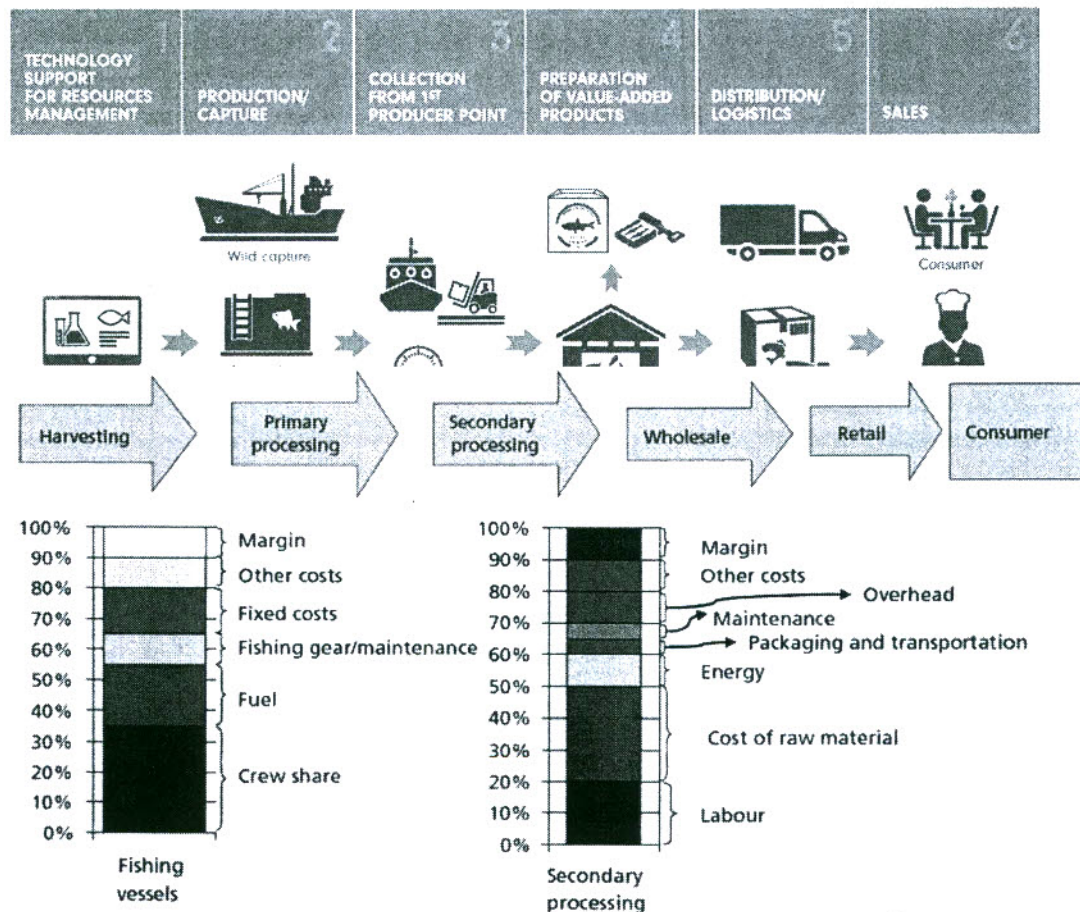 1
TECHNOLOGY
SUPPORT
FOR RESOURCES
MANAGEMENT
2
PRODUCTION/
CAPTURE
3
COLLECTION
FROM 1ST
PRODUCER POINT
4
PREPARATION
OF VALUE-ADDED
PRODUCTS
5
DISTRIBUTION/
LOGISTICS
6
SALES
Wild capture
Consumer
Harvesting
Primary
processing
Secondary
processing
Wholesale
Retail
Consumer
100%
90%
80%
70%
60%
50%
40%
30%
20%
10%
0%
Margin
Other costs
Fixed costs
Fishing gear/maintenance
Fuel
Crew share
Fishing
vessels
100%
90%
80%
70%
60%
50%
40%
30%
20%
10%
0%
Margin
Other costs
Overhead
Maintenance
Packaging and transportation
Energy
Cost of raw material
Labour
Secondary
processing